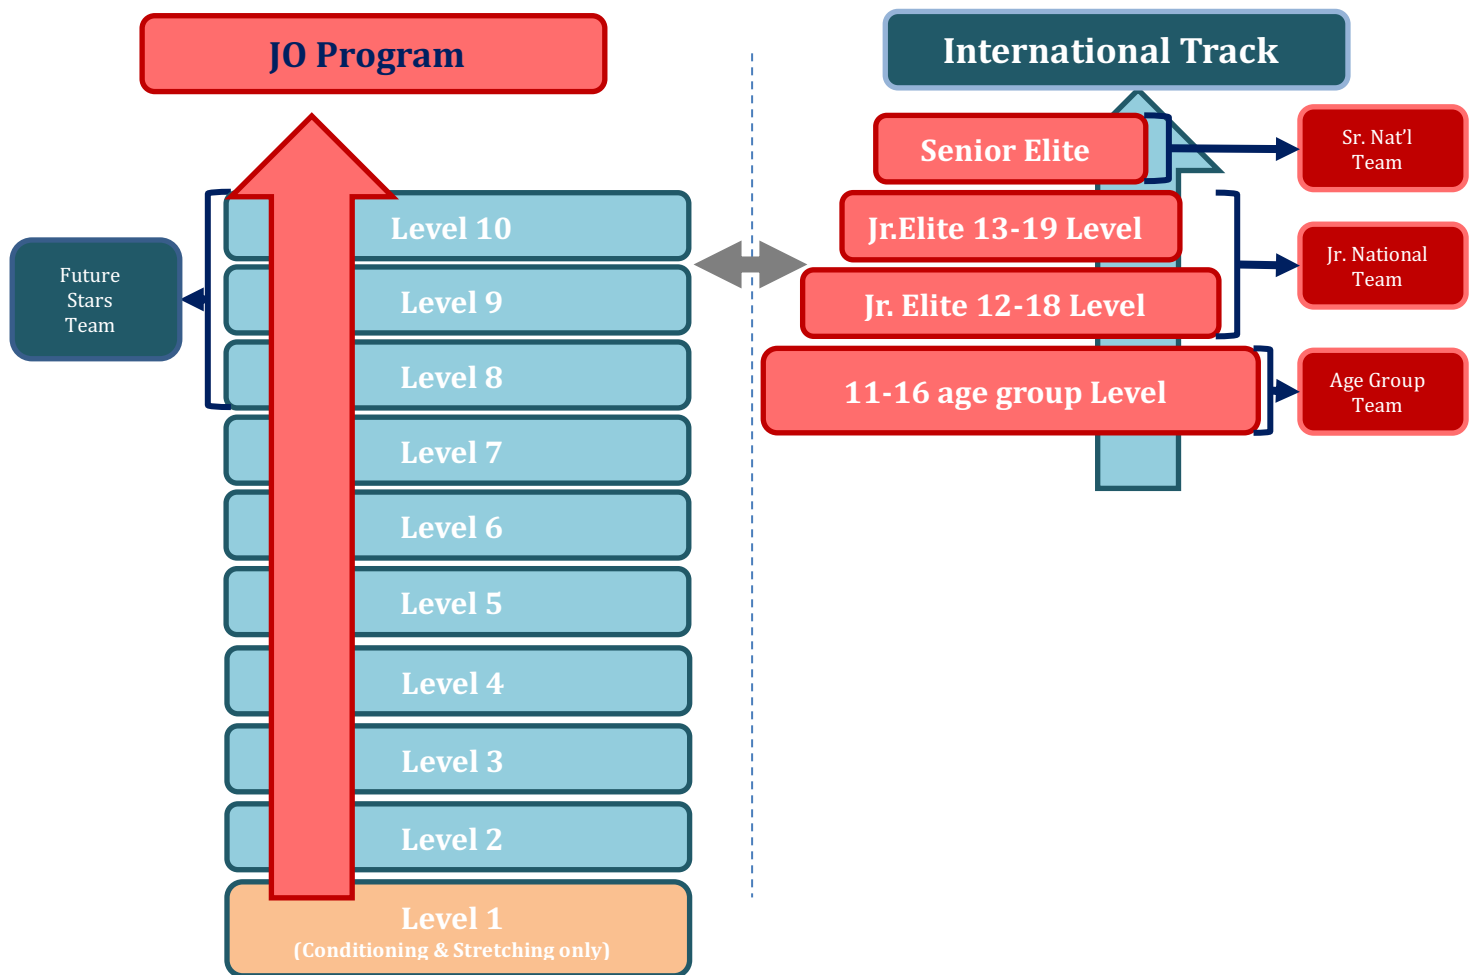 JO Program
Level 10
Level 9
Level 8
Level 7
Level 6
Level 5
Level 4
Level 3
Level 2
Level 1
(Conditioning & Stretching only)
Future
Stars
Team
International Track
Senior Elite
Jr.Elite 13-19 Level
Jr. Elite 12-18 Level
11-16 age group Level
Sr. Nat’l
Team
Jr. National
Team
Age Group
Team